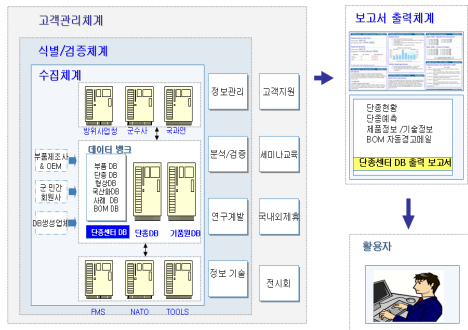 고객관리체계
식별/검증체계
수집체계
방위사업청
군수사
국과연
데이터 뱅크
부품 DB
단종 DB
형상DB
국산화DB
사례 DB
BOM DB
단종센터 DB
단종DB
기품원DB
부품제조사
& OEM
군 민간
회원사
DB생성업체
FMS
NATO
TOOLS
정보관리
분석/검증
연구계발
정보 기술
고객지원
세미나교육
국내외제휴
전시회
보고서 출력체계
단종현황
단종예측
제품정보 /기술정보
BOM 자동경고메일
단종센터 DB 출력 보고서
활용자